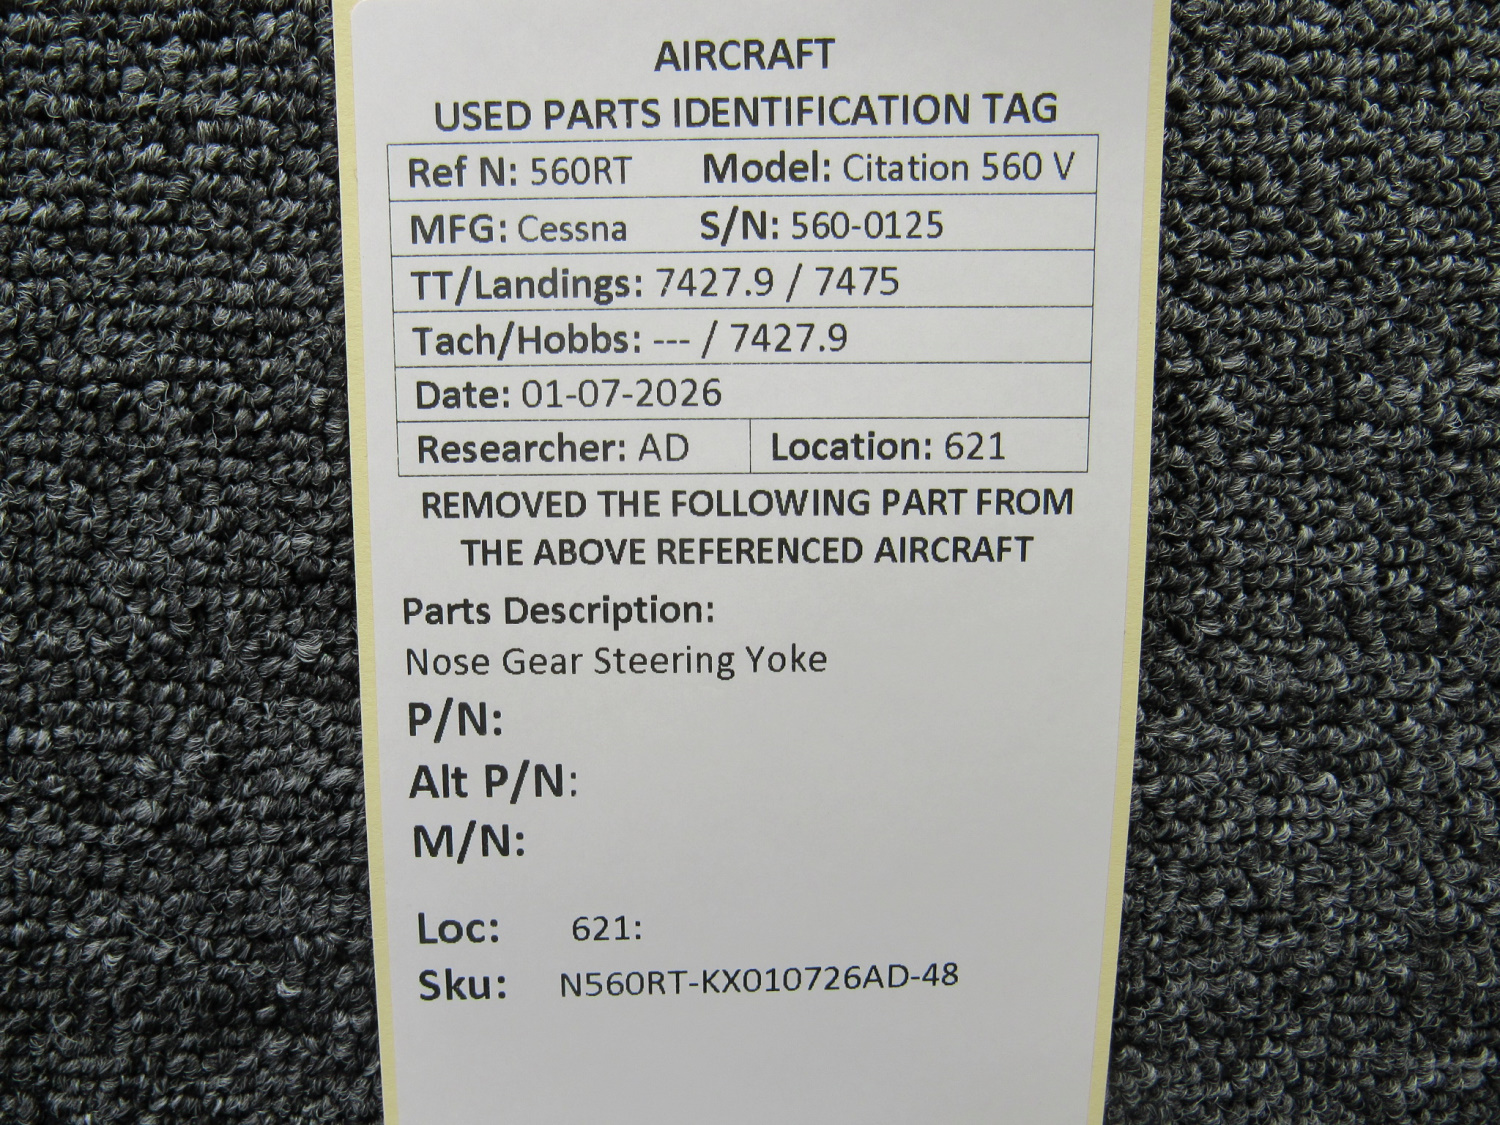 AIRCRAFT
USED PARTS IDENTIFICATION TAG
Ref N: 560RT Model: Citation 560 V
MFG: Cessna S/N: 560-0125
TT/Landings: 7427.9 / 7475
Tach/Hobbs: --- / 7427.9
Date: 01-07-2026
Researcher: AD Location: 621
REMOVED THE FOLLOWING PART FROM
THE ABOVE REFERENCED AIRCRAFT
Parts Description:
Nose Gear Steering Yoke
P/N:
Alt P/N:
M/N:
Loc: 621:
Sku: N560RT-KX010726AD-48